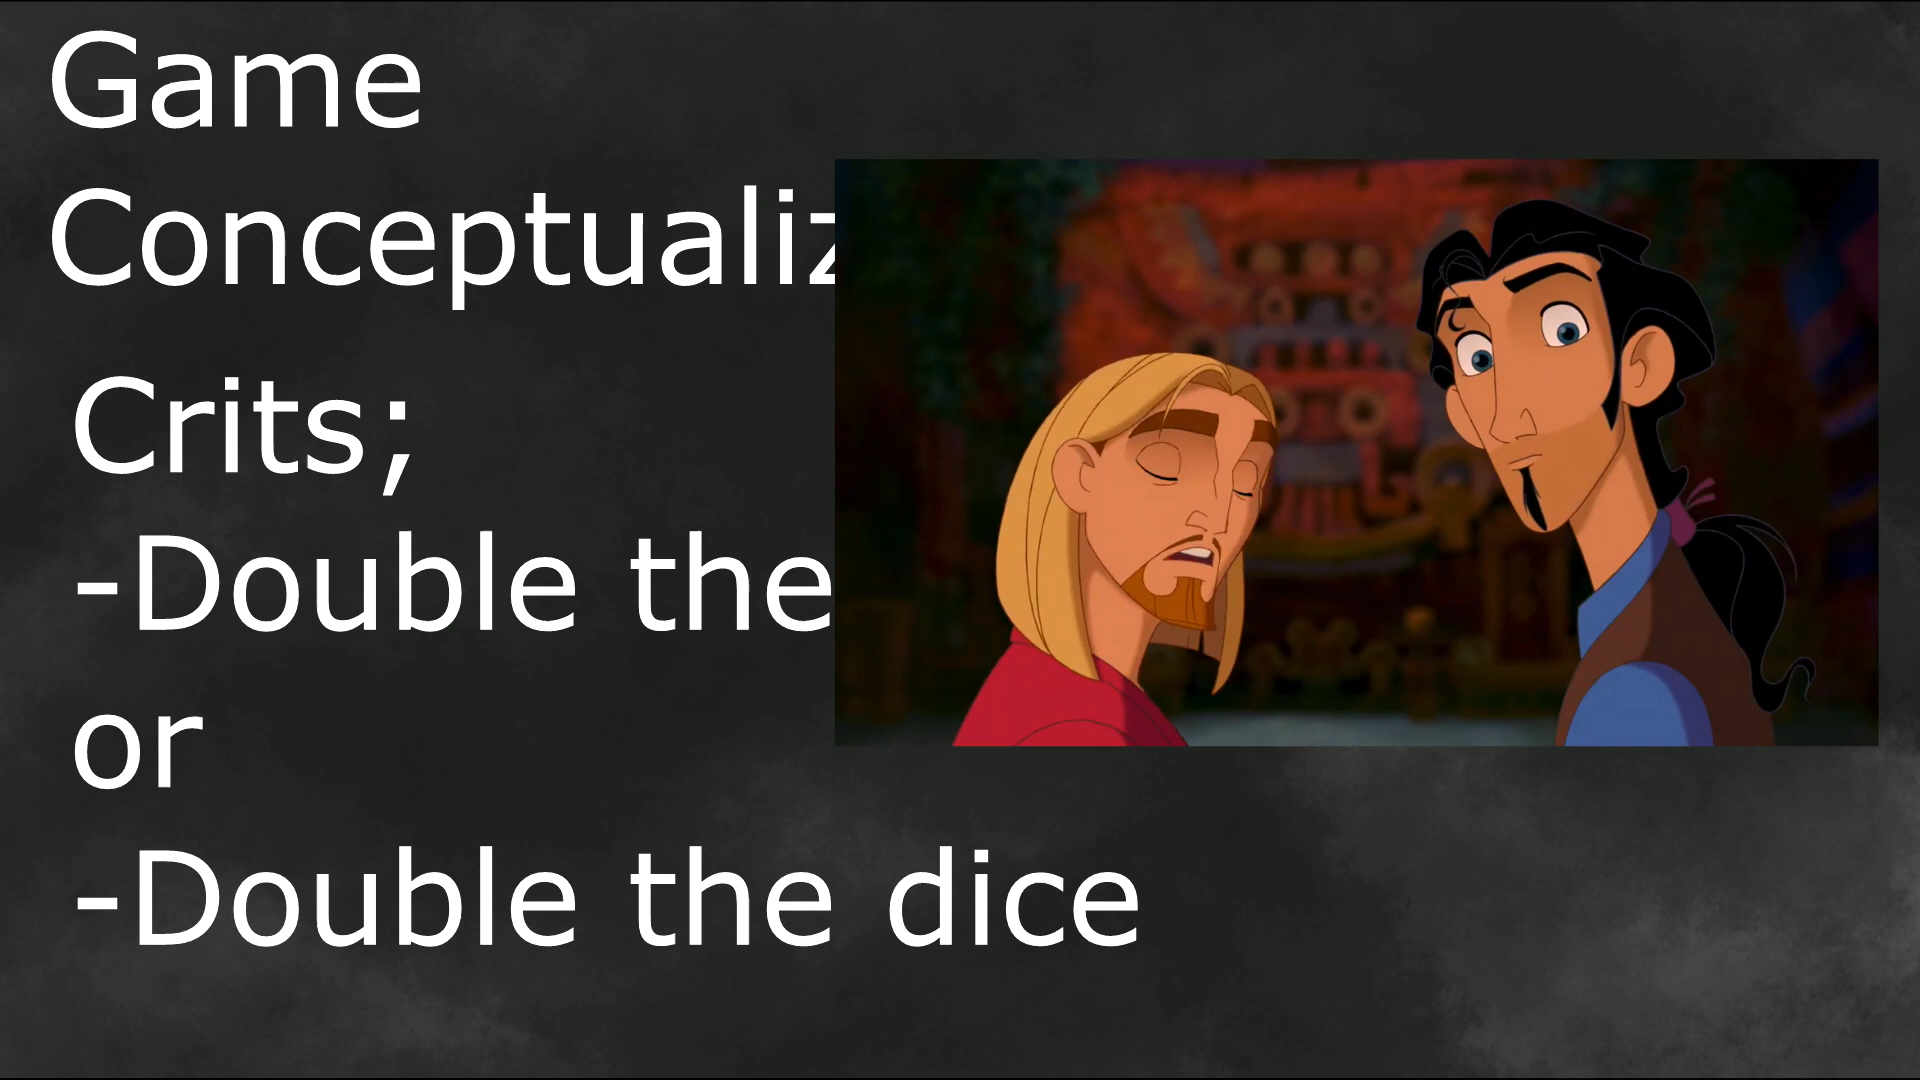 Game
Conceptualiz
Crits;
-Double the
or
-Double the dice